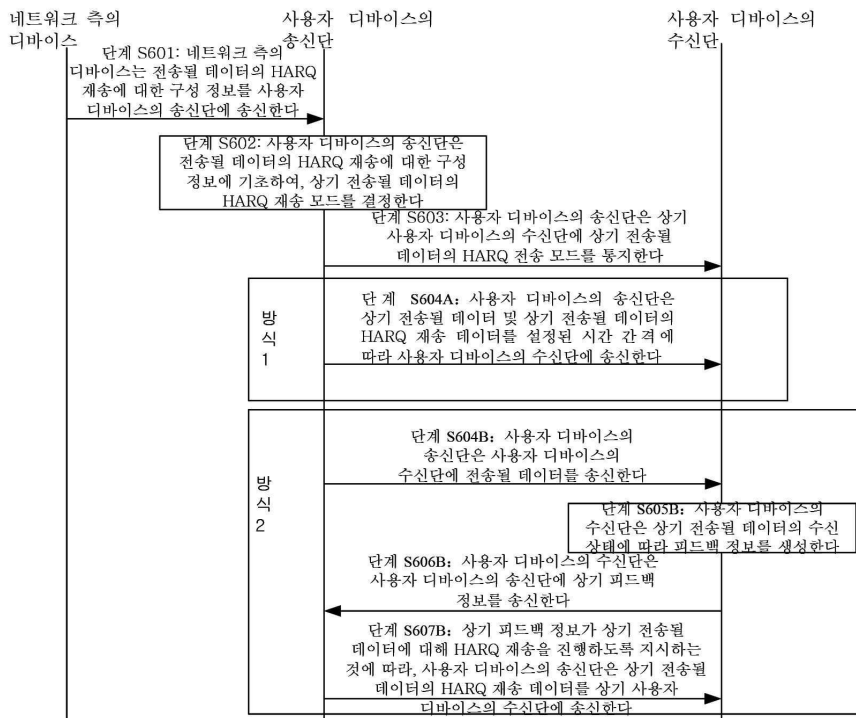 네트워크 측의
디바이스
사용자 디바이스의
송신단
사용자 디바이스의
수신단
단계 S601: 네트워크 측의
디바이스는 전송될 데이터의 HARQ
재송에 대한 구성 정보를 사용자
디바이스의 송신단에 송신한다
단계 S602: 사용자 디바이스의 송신단은
전송될 데이터의 HARQ 재송에 대한 구성
정보에 기초하여, 상기 전송될 데이터의
HARQ 재송 모드를 결정한다
단계 S603: 사용자 디바이스의 송신단은 상기
사용자 디바이스의 수신단에 상기 전송될
데이터의 HARQ 전송 모드를 통지한다
방
식
1
단계 S604A: 사용자 디바이스의 송신단은
상기 전송될 데이터 및 상기 전송될 데이터의
HARQ 재송 데이터를 설정된 시간 간격에
따라 사용자 디바이스의 수신단에 송신한다
방
식
2
단계 S604B: 사용자 디바이스의
송신단은 사용자 디바이스의
수신단에 전송될 데이터를 송신한다
단계 S605B: 사용자 디바이스의
수신단은 상기 전송될 데이터의 수신
상태에 따라 피드백 정보를 생성한다
단계 S606B: 사용자 디바이스의 수신단은
사용자 디바이스의 송신단에 상기 피드백
정보를 송신한다
단계 S607B: 상기 피드백 정보가 상기 전송될
데이터에 대해 HARQ 재송을 진행하도록 지시하는
것에 따라, 사용자 디바이스의 송신단은 상기 전송될
데이터의 HARQ 재송 데이터를 상기 사용자
디바이스의 수신단에 송신한다